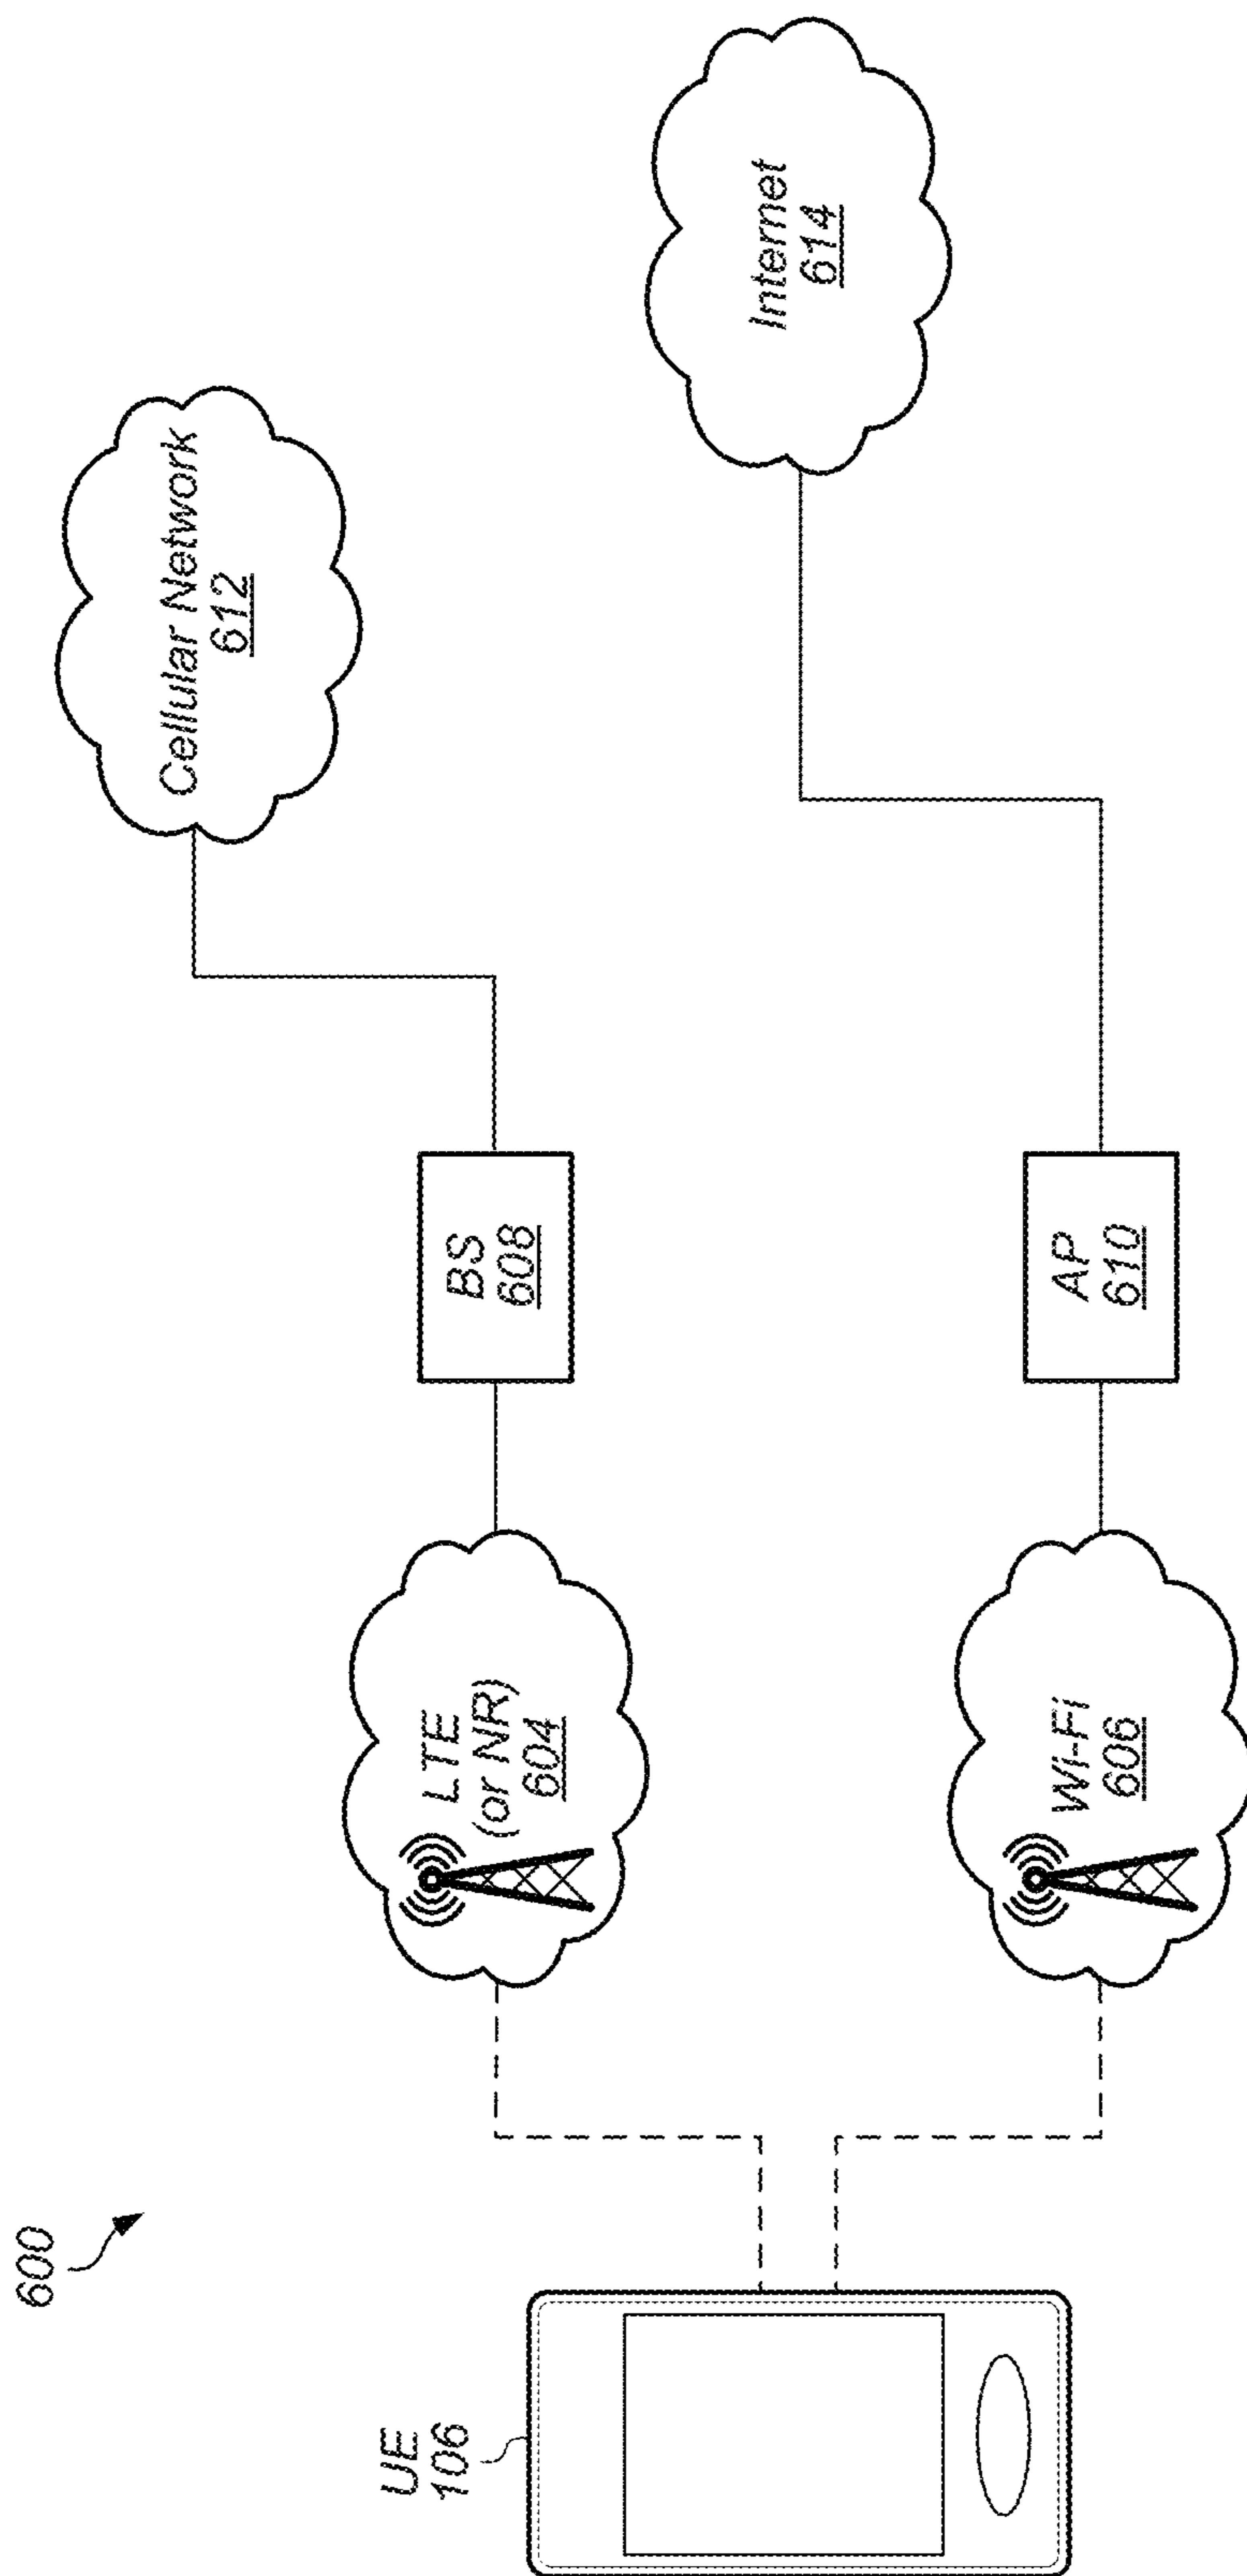 600
UE
106
LTE
(or NR)
604
Wi-Fi
606
BS
608
AP
610
Cellular Network
612
Internet
614